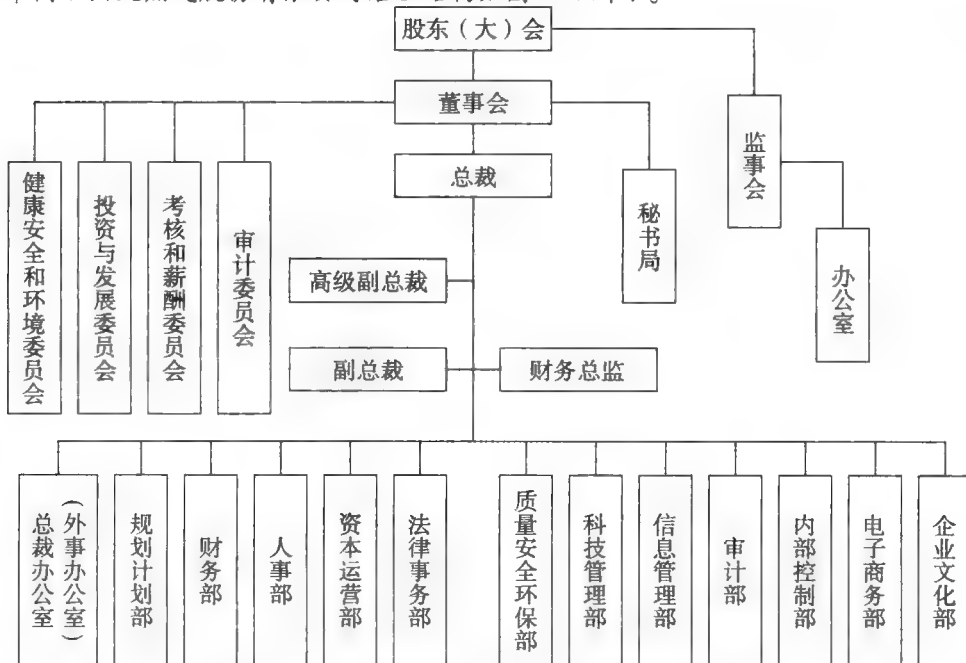 股东（大）会
董事会
监事会
总裁
秘书局
办公室
健康安全和环境委员会
投资与发展委员会
考核和薪酬委员会
审计委员会
高级副总裁
副总裁
财务总监
总裁办公室
（外事办公室）
规划计划部
财务部
人事部
资本运营部
法律事务部
质量安全环保部
科技管理部
信息管理部
审计部
内部控制部
电子商务部
企业文化部